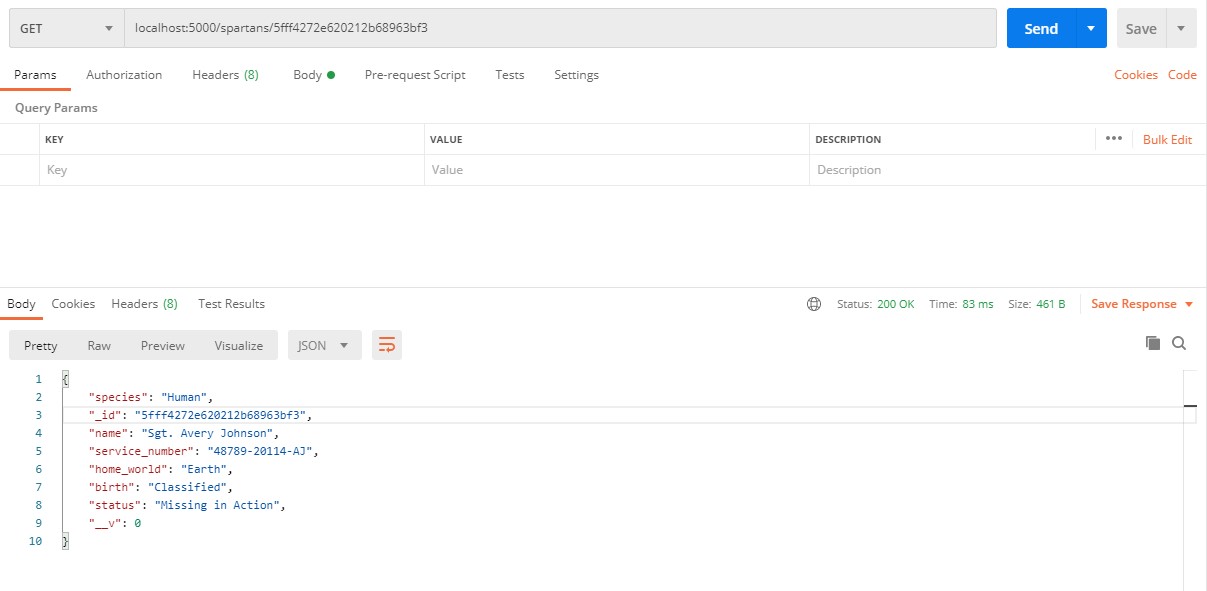 GET localhost:5000/spartans/5fff4272e620212b68963bf3 Send Save
Params Authorization Headers (8) Body Pre-request Script Tests Settings Cookies Code
Query Params
KEY VALUE DESCRIPTION ••• Bulk Edit
Key Value Description
Body Cookies Headers (8) Test Results Status: 200 OK Time: 83 ms Size: 461 B Save Response
Pretty Raw Preview Visualize JSON
1 {
2 "species": "Human",
3 "_id": "5fff4272e620212b68963bf3",
4 "name": "Sgt. Avery Johnson",
5 "service_number": "48789-20114-AJ",
6 "home_world": "Earth",
7 "birth": "Classified",
8 "status": "Missing in Action",
9 "__v": 0
10 }